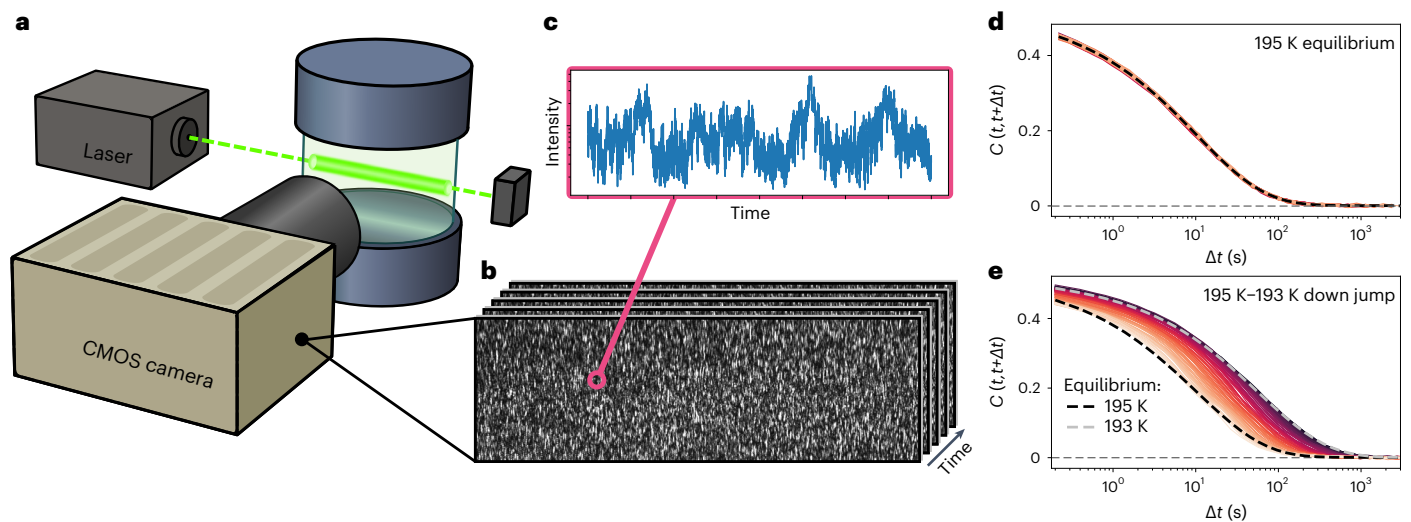 a
Laser
CMOS camera
b
Time
c
Intensity
Time
d
195 K equilibrium
C (t,t+Δt)
0.4
0.2
0
10⁰
10¹
10²
10³
Δt (s)
e
195 K–193 K down jump
C (t,t+Δt)
0.4
0.2
0
Equilibrium:
195 K
193 K
10⁰
10¹
10²
10³
Δt (s)